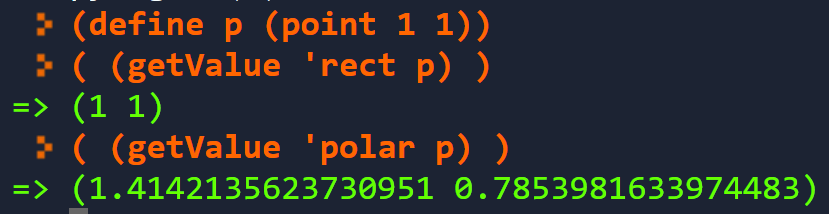 (define p (point 1 1))
( (getValue 'rect p) )
=> (1 1)
( (getValue 'polar p) )
=> (1.4142135623730951 0.7853981633974483)